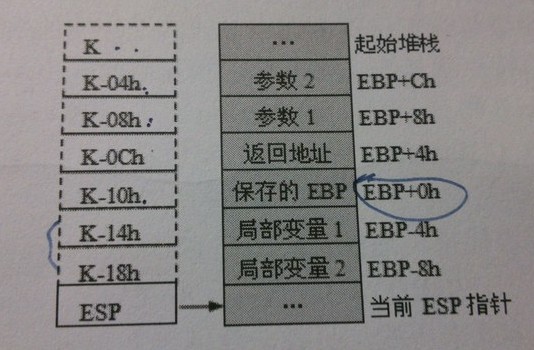 K ··· 起始堆栈
K-04h 参数 2 EBP+Ch
K-08h 参数 1 EBP+8h
K-0Ch 返回地址 EBP+4h
K-10h 保存的 EBP EBP+0h
K-14h 局部变量 1 EBP-4h
K-18h 局部变量 2 EBP-8h
ESP ··· 当前 ESP 指针